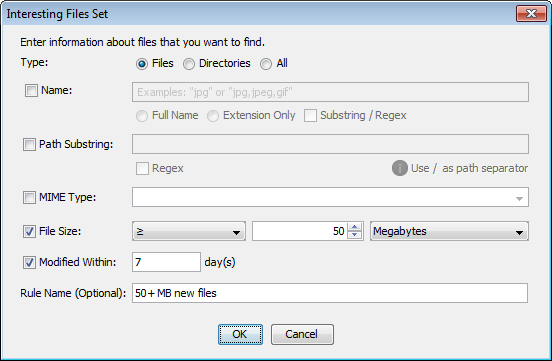 Interesting Files Set
Enter information about files that you want to find.
Type: Files Directories All
Name: Examples: "jpg" or "jpg,jpeg,gif"
Full Name Extension Only Substring / Regex
Path Substring:
Regex i Use / as path separator
MIME Type:
File Size: ≥ 50 Megabytes
Modified Within: 7 day(s)
Rule Name (Optional): 50+ MB new files
OK Cancel